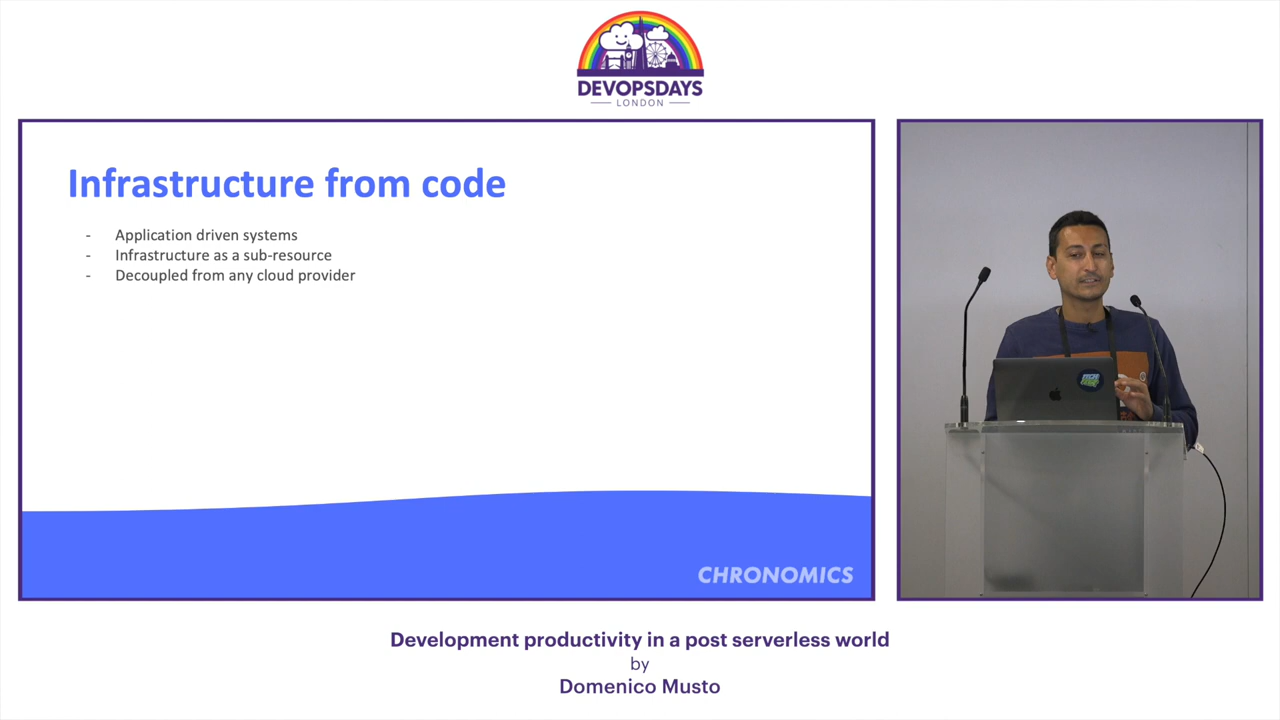 DEVOPSDAYS
LONDON
Infrastructure from code
- Application driven systems
- Infrastructure as a sub-resource
- Decoupled from any cloud provider
CHRONOMICS
Development productivity in a post serverless world
by
Domenico Musto